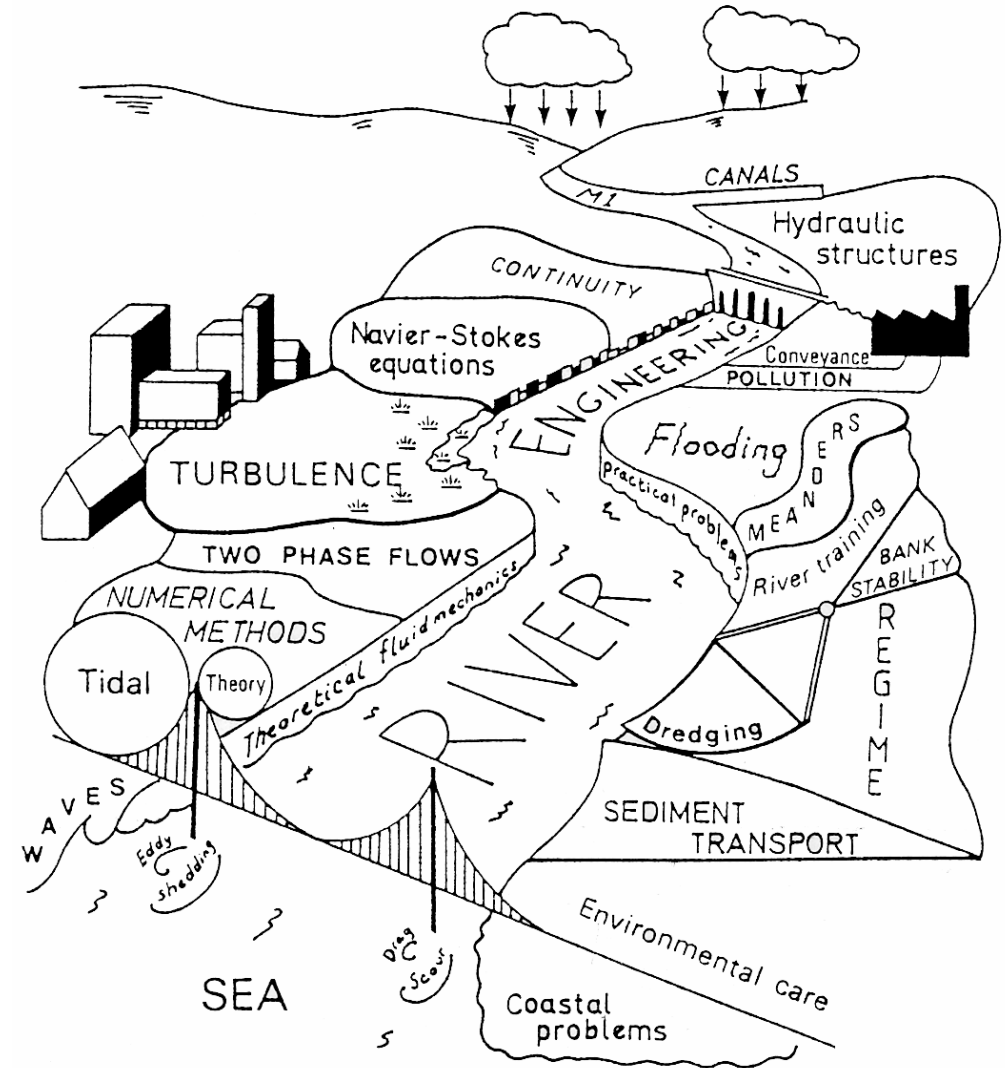 CANALS
M1
Hydraulic
structures
CONTINUITY
Navier-Stokes
equations
ENGINEERING
Conveyance
POLLUTION
Flooding
MEANDERS
practical problems
TURBULENCE
River training
BANK
STABILITY
TWO PHASE FLOWS
NUMERICAL
METHODS
Theoretical fluid mechanics
RIVER
REGIME
Tidal
Theory
Dredging
WAVES
SEDIMENT
TRANSPORT
Eddy
shedding
Drag
Scour
Environmental care
SEA
Coastal
problems